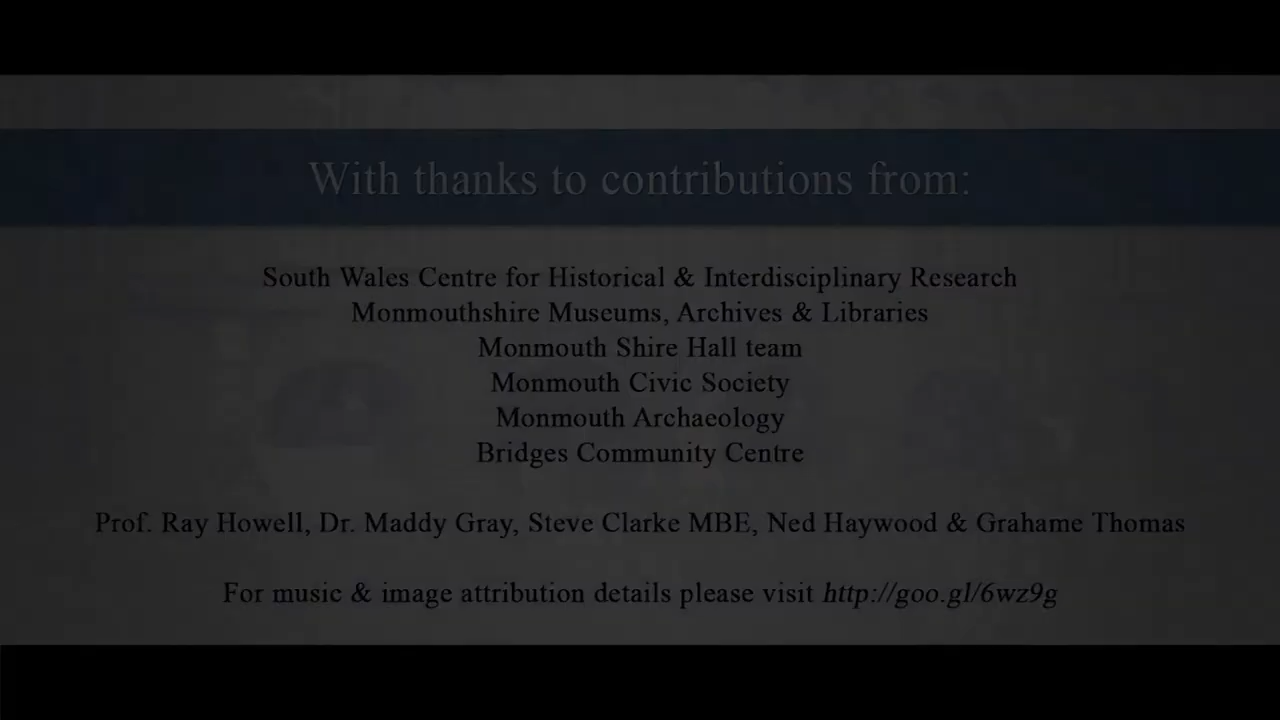 With thanks to contributions from:
South Wales Centre for Historical & Interdisciplinary Research
Monmouthshire Museums, Archives & Libraries
Monmouth Shire Hall team
Monmouth Civic Society
Monmouth Archaeology
Bridges Community Centre
Prof. Ray Howell, Dr. Maddy Gray, Steve Clarke MBE, Ned Haywood & Grahame Thomas
For music & image attribution details please visit http://goo.gl/6wz9g